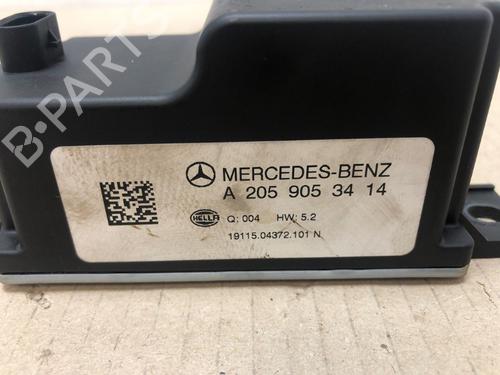 B-PARTS
MERCEDES-BENZ
A 205 905 34 14
HELLA Q: 004 HW: 5.2
19115.04372.101 N